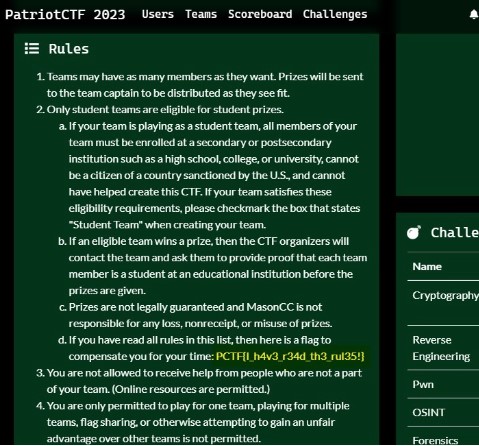 PatriotCTF 2023 Users Teams Scoreboard Challenges
Rules
1. Teams may have as many members as they want. Prizes will be sent
to the team captain to be distributed as they see fit.
2. Only student teams are eligible for student prizes.
a. If your team is playing as a student team, all members of your
team must be enrolled at a secondary or postsecondary
institution such as a high school, college, or university, cannot
be a citizen of a country sanctioned by the U.S., and cannot
have helped create this CTF. If your team satisfies these
eligibility requirements, please checkmark the box that states
"Student Team" when creating your team.
b. If an eligible team wins a prize, then the CTF organizers will
contact the team and ask them to provide proof that each team
member is a student at an educational institution before the
prizes are given.
c. Prizes are not legally guaranteed and MasonCC is not
responsible for any loss, nonreceipt, or misuse of prizes.
d. If you have read all rules in this list, then here is a flag to
compensate you for your time: PCTF{I_h4v3_r34d_th3_rul35!}
3. You are not allowed to receive help from people who are not a part
of your team. (Online resources are permitted.)
4. You are only permitted to play for one team, playing for multiple
teams, flag sharing, or otherwise attempting to gain an unfair
advantage over other teams is not permitted.
Challe
Name
Cryptography
Reverse
Engineering
Pwn
OSINT
Forensics